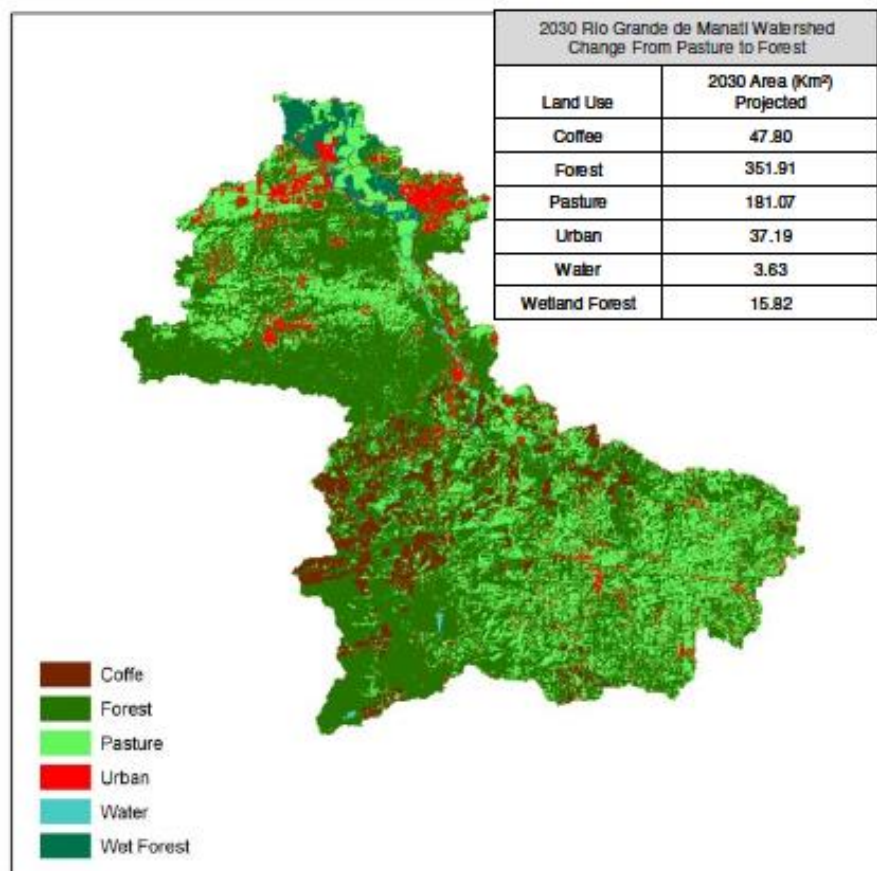 2030 Rio Grande de Manatí Watershed
Change From Pasture to Forest
Land Use 2030 Area (Km²) Projected
Coffee 47.80
Forest 351.91
Pasture 181.07
Urban 37.19
Water 3.63
Wetland Forest 15.82
Coffe
Forest
Pasture
Urban
Water
Wet Forest